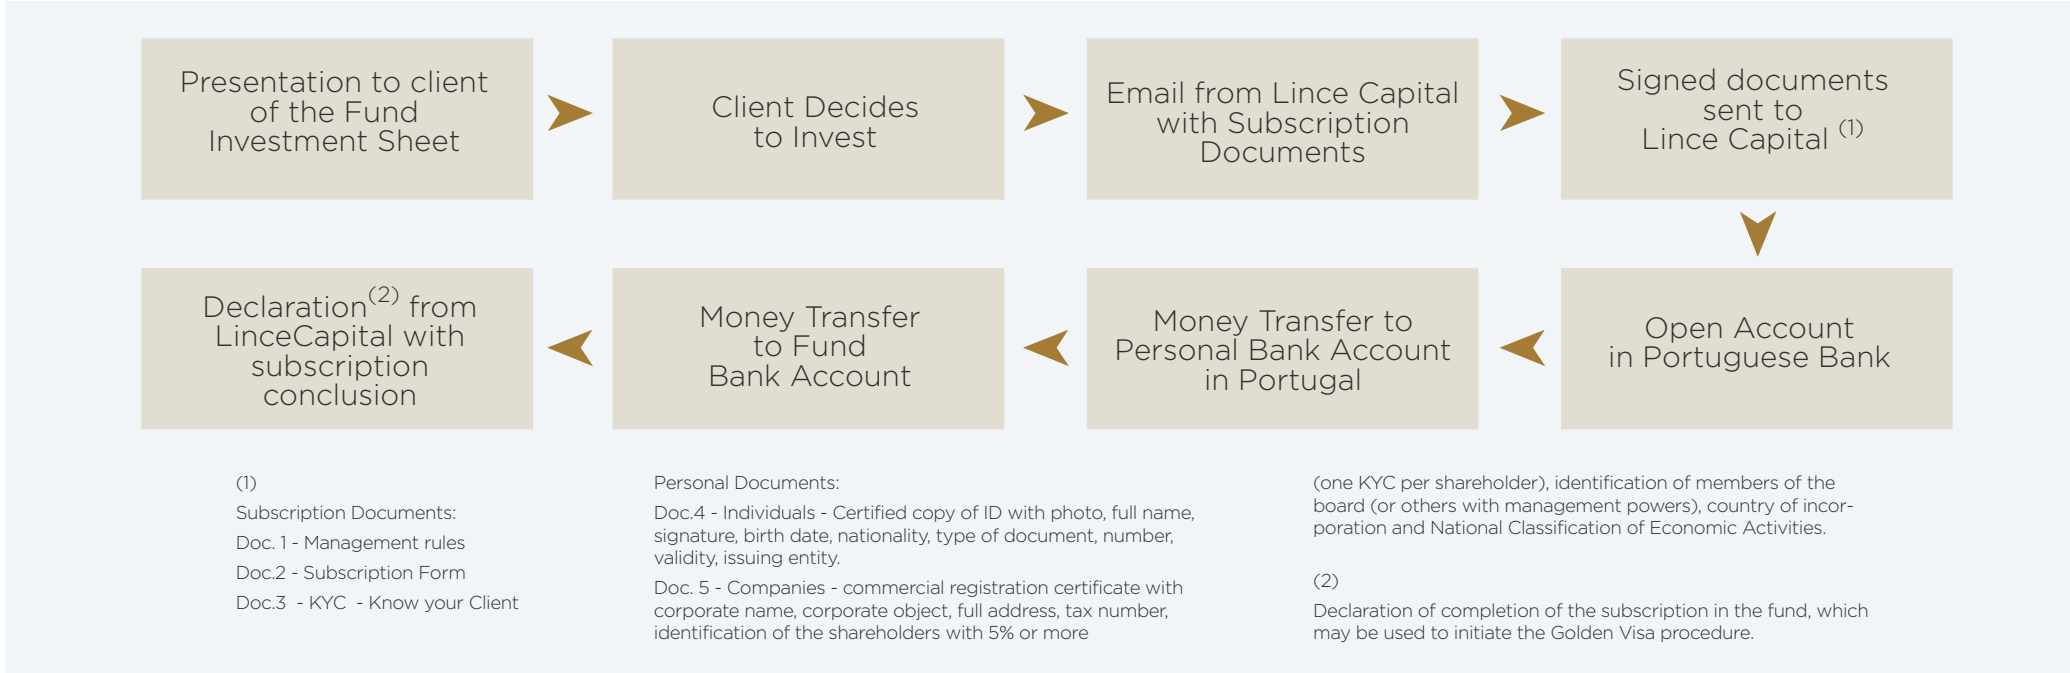 Presentation to client
of the Fund
Investment Sheet
Client Decides
to Invest
Email from Lince Capital
with Subscription
Documents
Signed documents
sent to
Lince Capital (1)
Open Account
in Portuguese Bank
Money Transfer to
Personal Bank Account
in Portugal
Money Transfer
to Fund
Bank Account
Declaration(2) from
LinceCapital with
subscription
conclusion
(1)
Subscription Documents:
Doc. 1 - Management rules
Doc.2 - Subscription Form
Doc.3 - KYC - Know your Client
Personal Documents:
Doc.4 - Individuals - Certified copy of ID with photo, full name,
signature, birth date, nationality, type of document, number,
validity, issuing entity.
Doc. 5 - Companies - commercial registration certificate with
corporate name, corporate object, full address, tax number,
identification of the shareholders with 5% or more
(one KYC per shareholder), identification of members of the
board (or others with management powers), country of incor-
poration and National Classification of Economic Activities.
(2)
Declaration of completion of the subscription in the fund, which
may be used to initiate the Golden Visa procedure.